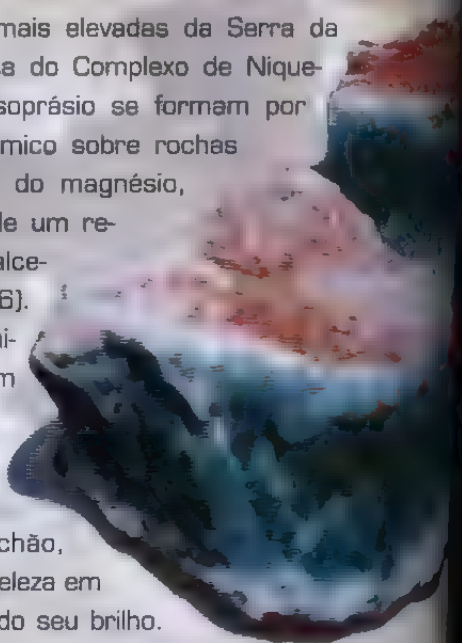 mais elevadas da Serra da
a do Complexo de Nique-
soprásio se formam por
mico sobre rochas
do magnésio,
le um re-
alce-
6).
ni-
m
chão,
eleza em
do seu brilho.